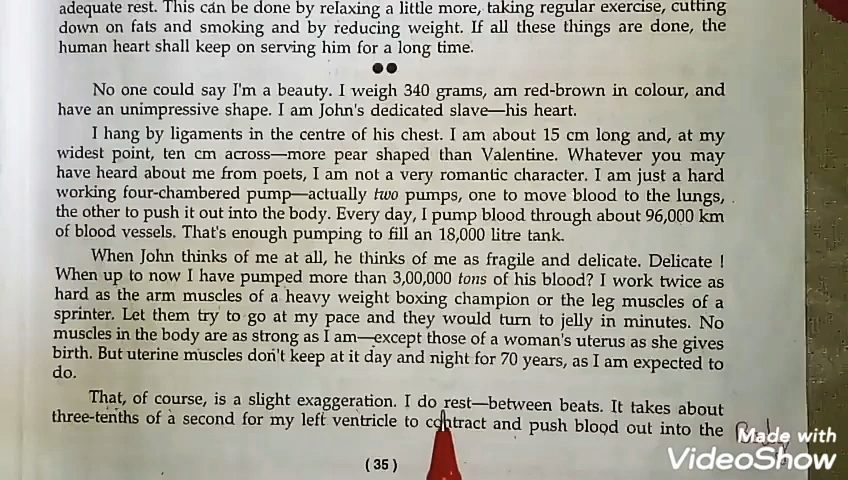 adequate rest. This can be done by relaxing a little more, taking regular exercise, cutting
down on fats and smoking and by reducing weight. If all these things are done, the
human heart shall keep on serving him for a long time.
No one could say I'm a beauty. I weigh 340 grams, am red-brown in colour, and
have an unimpressive shape. I am John's dedicated slave—his heart.
I hang by ligaments in the centre of his chest. I am about 15 cm long and, at my
widest point, ten cm across—more pear shaped than Valentine. Whatever you may
have heard about me from poets, I am not a very romantic character. I am just a hard
working four-chambered pump—actually two pumps, one to move blood to the lungs,
the other to push it out into the body. Every day, I pump blood through about 96,000 km
of blood vessels. That's enough pumping to fill an 18,000 litre tank.
When John thinks of me at all, he thinks of me as fragile and delicate. Delicate !
When up to now I have pumped more than 3,00,000 tons of his blood? I work twice as
hard as the arm muscles of a heavy weight boxing champion or the leg muscles of a
sprinter. Let them try to go at my pace and they would turn to jelly in minutes. No
muscles in the body are as strong as I am—except those of a woman's uterus as she gives
birth. But uterine muscles don't keep at it day and night for 70 years, as I am expected to
do.
That, of course, is a slight exaggeration. I do rest—between beats. It takes about
three-tenths of a second for my left ventricle to contract and push blood out into the
(35)
Made with
VideoShow